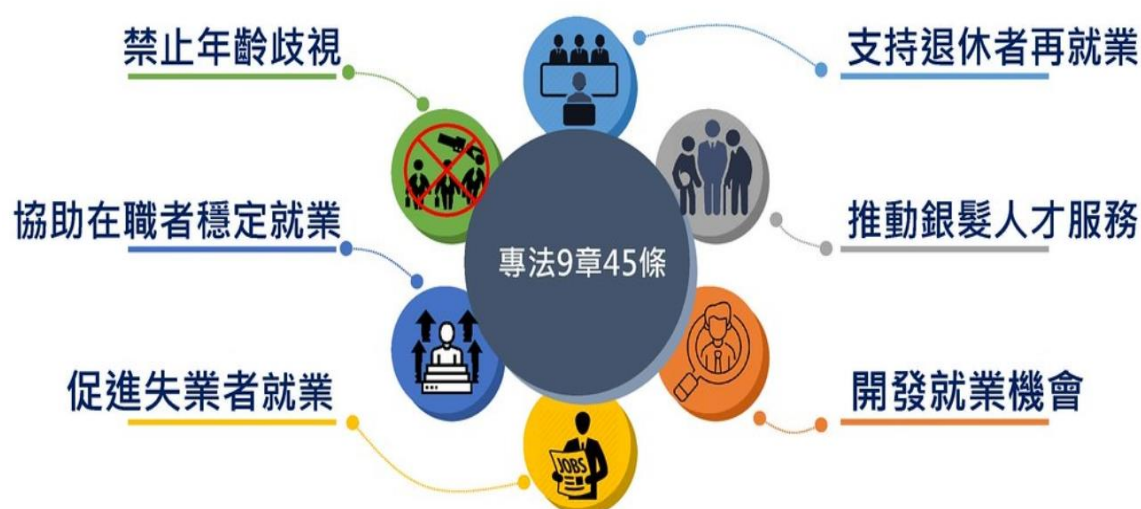 禁止年齡歧視
支持退休者再就業
協助在職者穩定就業
推動銀髮人才服務
專法9章45條
促進失業者就業
開發就業機會
JOBS